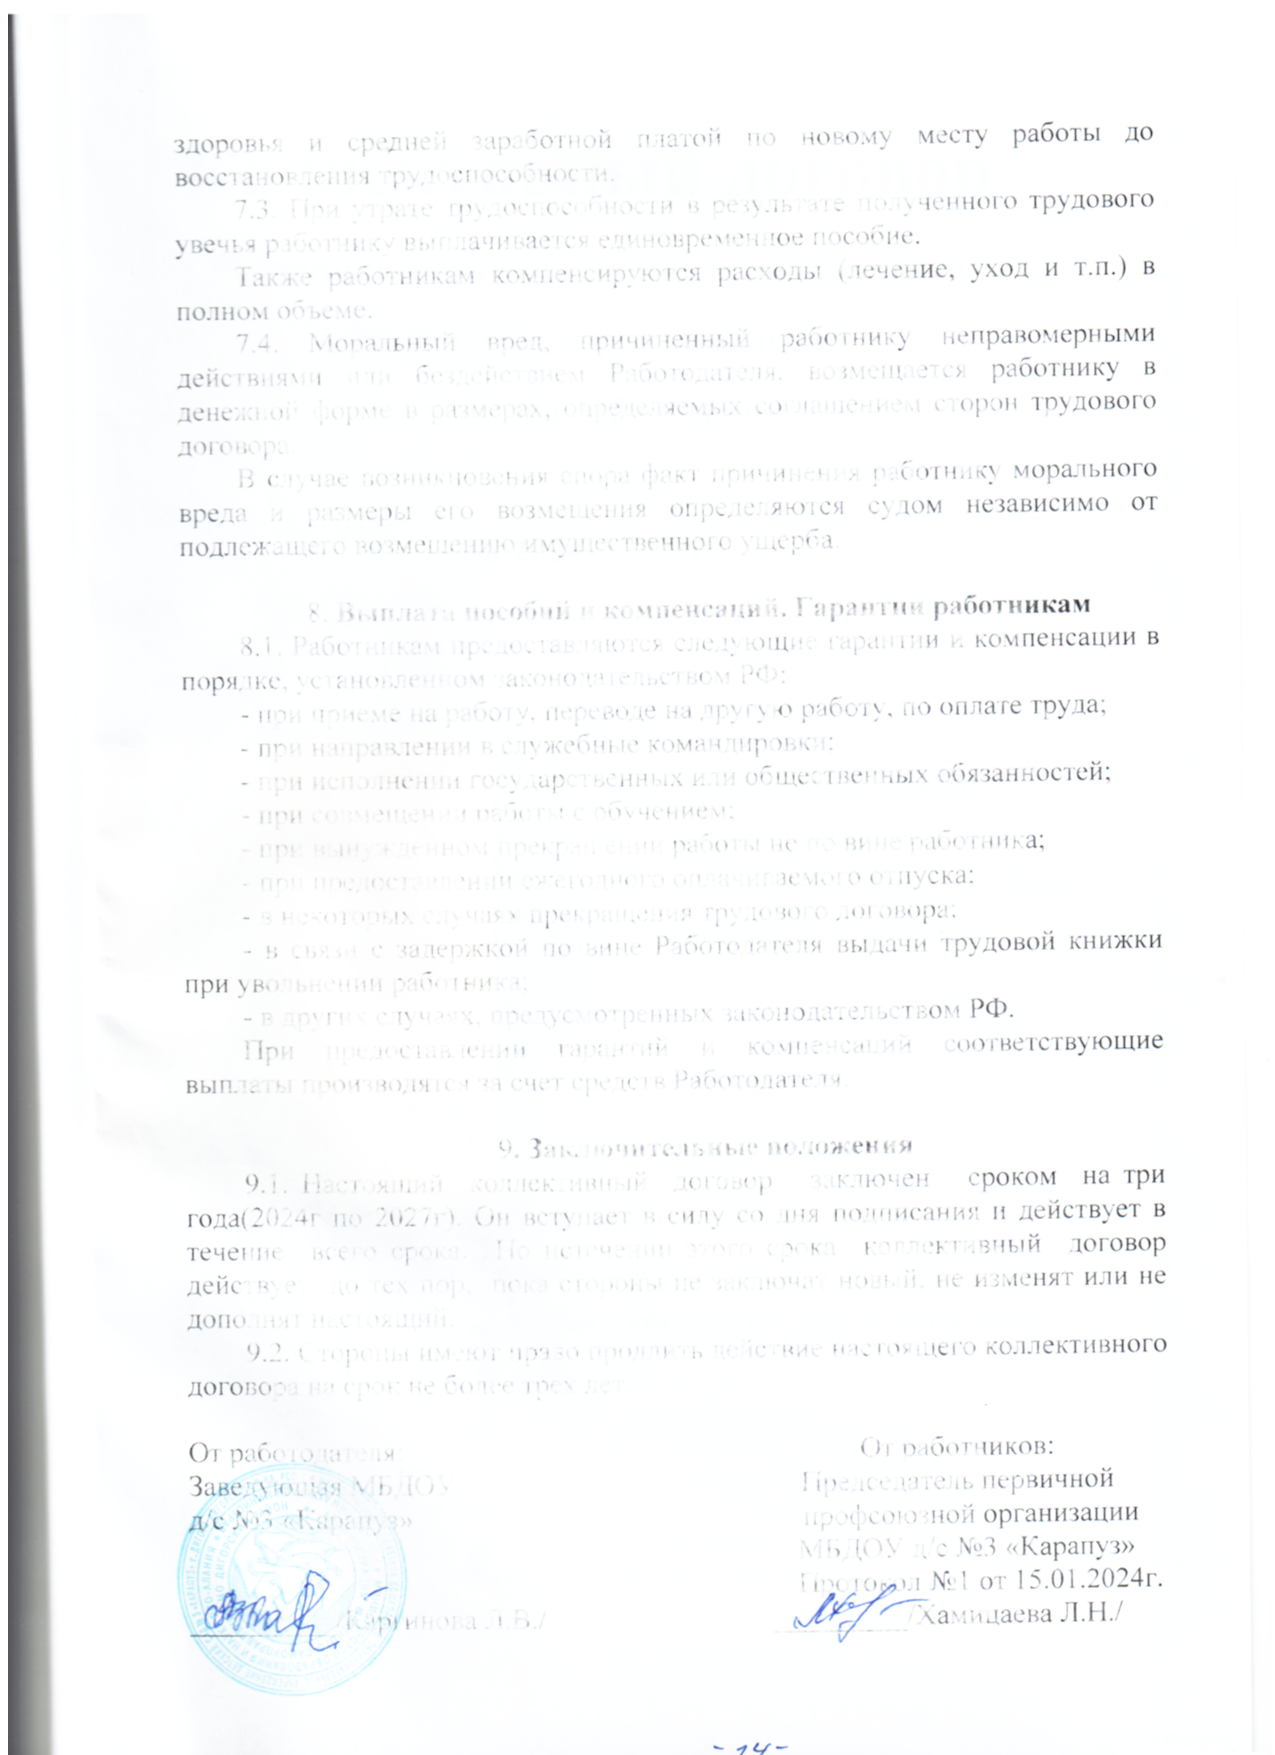 здоровья и средней заработной платой по новому месту работы до
восстановления трудоспособности.
7.3. При утрате трудоспособности в результате полученного трудового
увечья работнику выплачивается единовременное пособие.
Также работникам компенсируются расходы (лечение, уход и т.п.) в
полном объеме.
7.4. Моральный вред, причиненный работнику неправомерными
действиями или бездействием Работодателя, возмещается работнику в
денежной форме в размерах, определяемых соглашением сторон трудового
договора.
В случае возникновения спора факт причинения работнику морального
вреда и размеры его возмещения определяются судом независимо от
подлежащего возмещению имущественного ущерба.
8. Выплата пособий и компенсаций. Гарантии работникам
8.1. Работникам предоставляются следующие гарантии и компенсации в
порядке, установленном законодательством РФ:
- при приеме на работу, переводе на другую работу, по оплате труда;
- при направлении в служебные командировки;
- при исполнении государственных или общественных обязанностей;
- при совмещении работы с обучением;
- при вынужденном прекращении работы не по вине работника;
- при предоставлении ежегодного оплачиваемого отпуска;
- в некоторых случаях прекращения трудового договора;
- в связи с задержкой по вине Работодателя выдачи трудовой книжки
при увольнении работника;
- в других случаях, предусмотренных законодательством РФ.
При предоставлении гарантий и компенсаций соответствующие
выплаты производятся за счет средств Работодателя.
9. Заключительные положения
9.1. Настоящий коллективный договор заключен сроком на три
года(2024г по 2027г). Он вступает в силу со дня подписания и действует в
течение всего срока. По истечении этого срока коллективный договор
действует до тех пор, пока стороны не заключат новый, не изменят или не
дополнят настоящий.
9.2. Стороны имеют право продлить действие настоящего коллективного
договора на срок не более трех лет.
От работодателя:
Заведующая МБДОУ
д/с №3 «Карапуз»
/Каргинова Л.В./
От работников:
Председатель первичной
профсоюзной организации
МБДОУ д/с №3 «Карапуз»
Протокол №1 от 15.01.2024г.
/Хамицаева Л.Н./
- 14 -